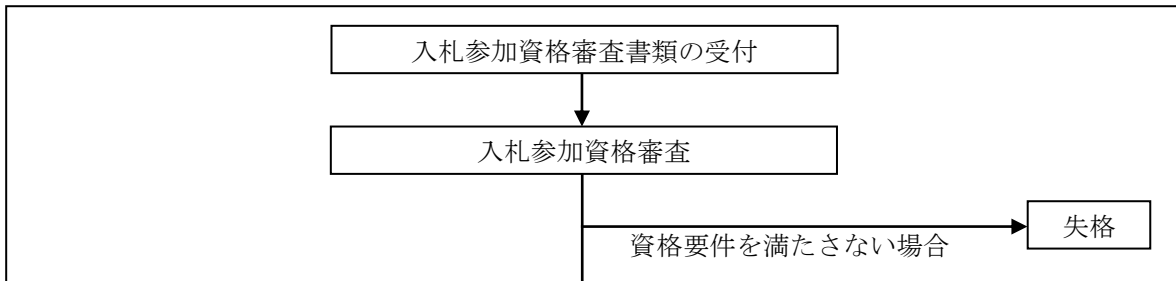 入札参加資格審査書類の受付
入札参加資格審査
失格
資格要件を満たさない場合